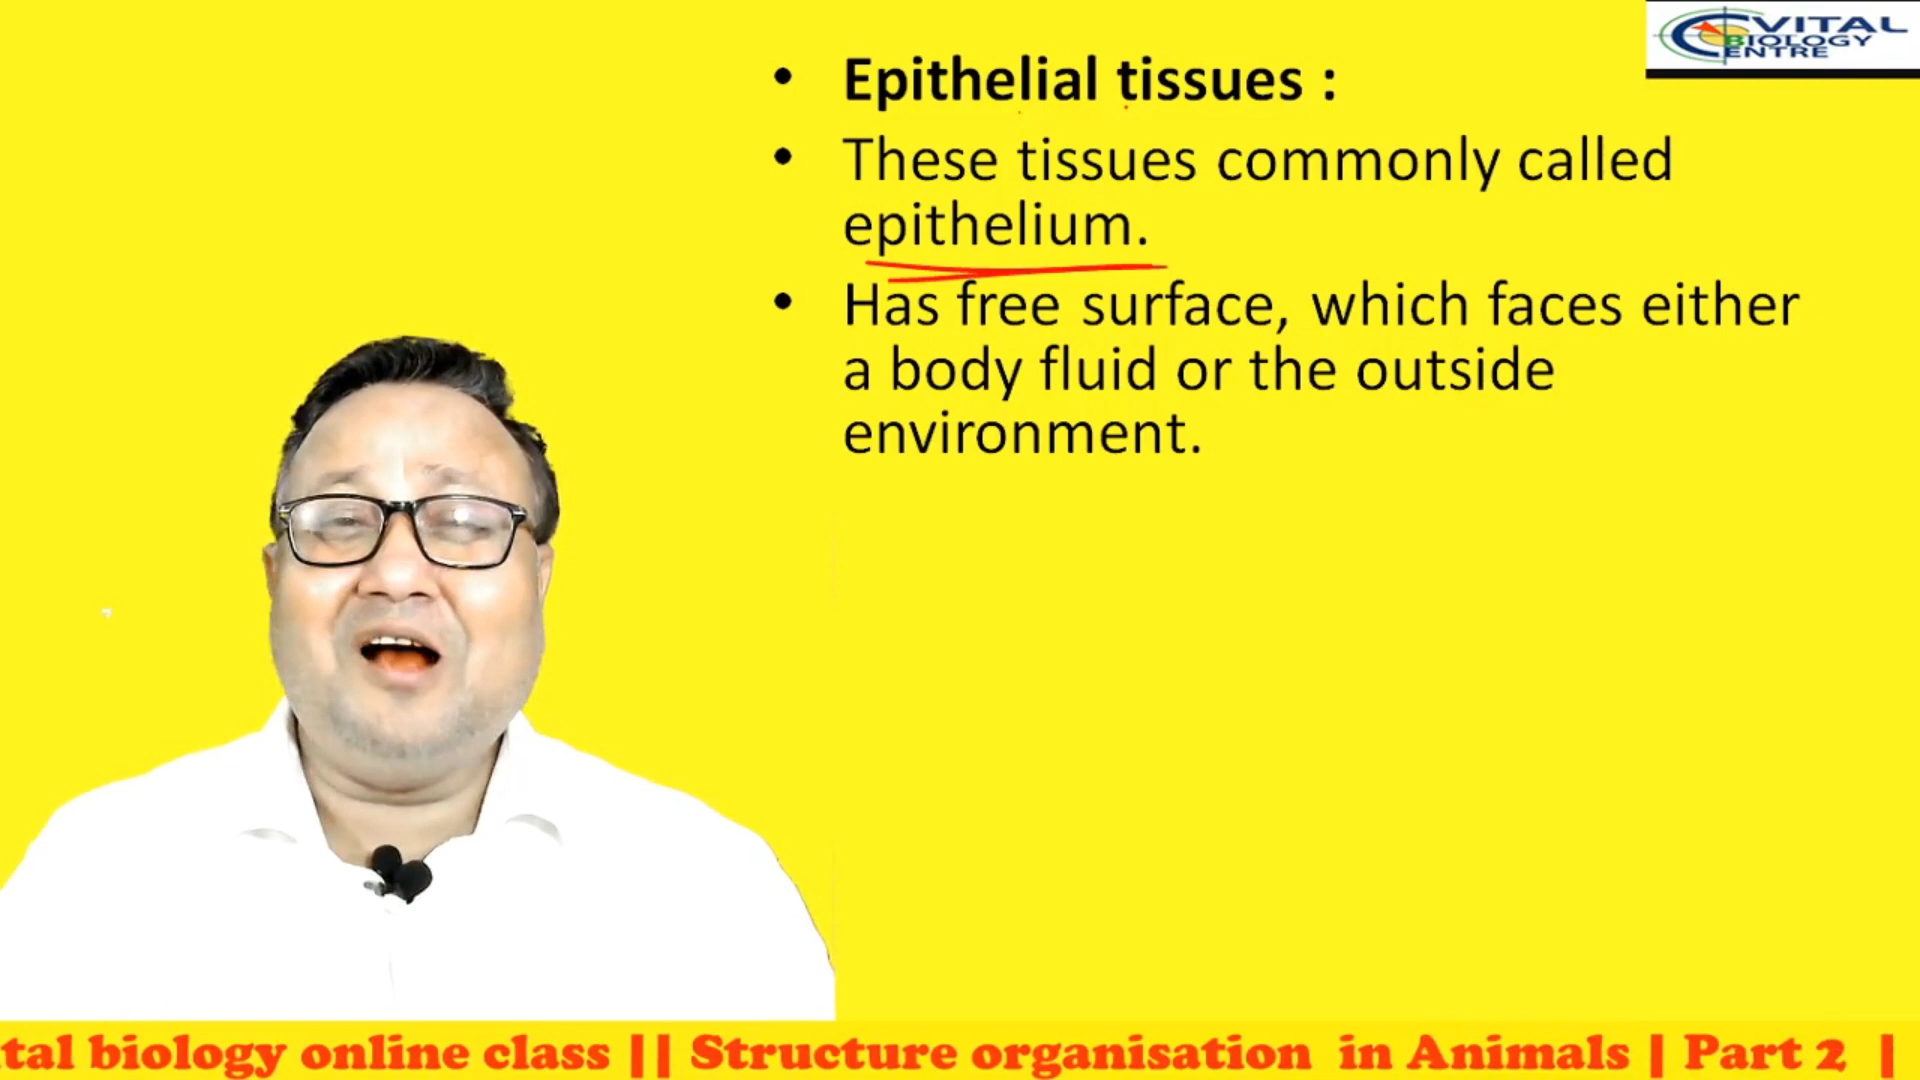 VITAL
BIOLOGY
ENTRE
• Epithelial tissues :
• These tissues commonly called
epithelium.
• Has free surface, which faces either
a body fluid or the outside
environment.
tal biology online class || Structure organisation in Animals | Part 2 |